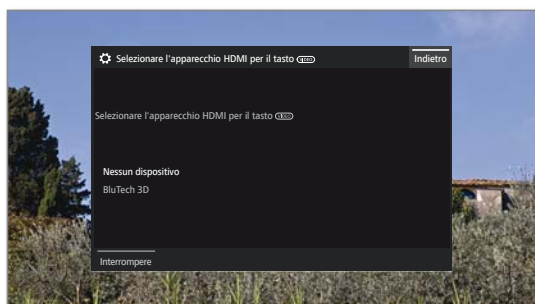 Selezionare l'apparecchio HDMI per il tasto
Indietro
Selezionare l'apparecchio HDMI per il tasto
Nessun dispositivo
BluTech 3D
Interrompere